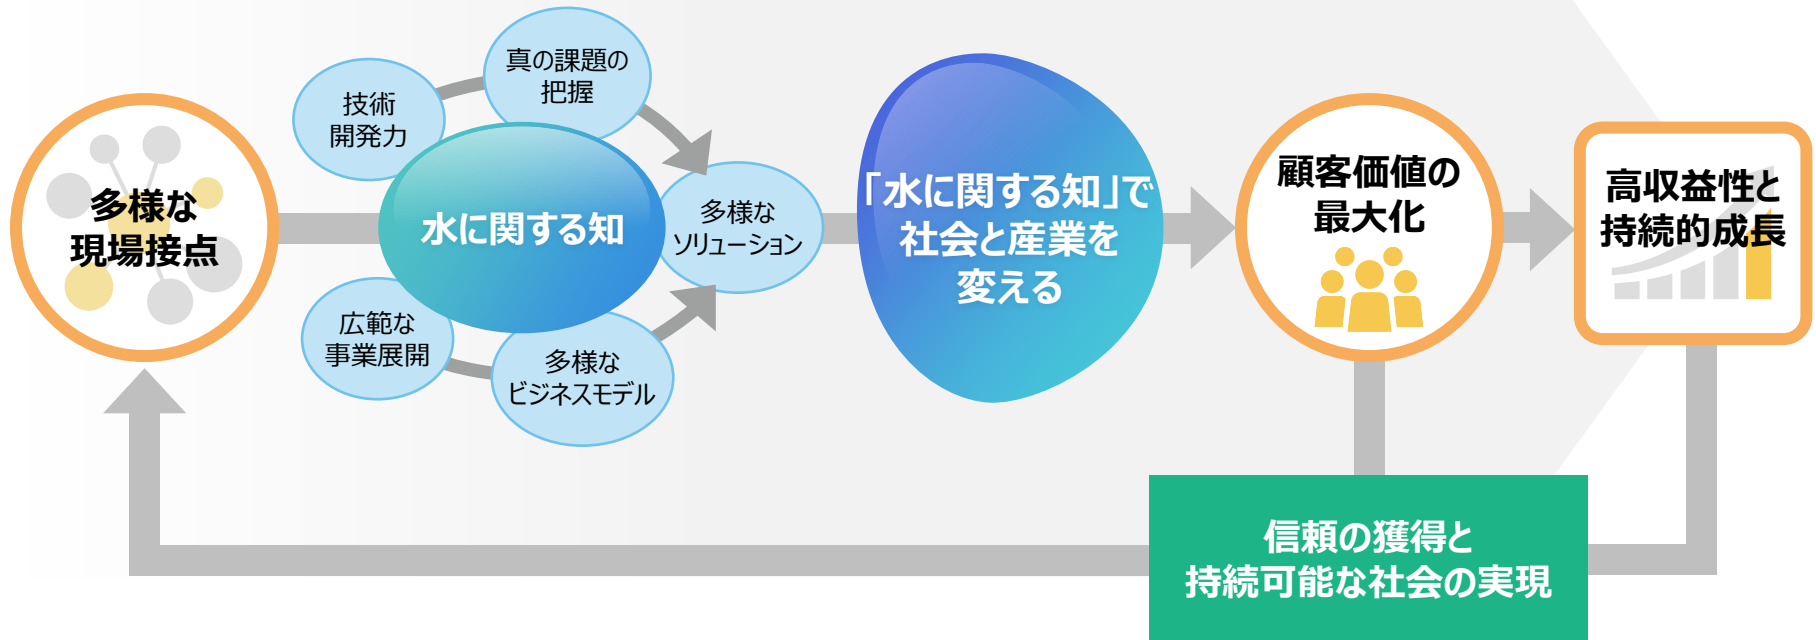 多様な
現場接点
技術
開発力
真の課題の
把握
水に関する知
広範な
事業展開
多様な
ビジネスモデル
多様な
ソリューション
「水に関する知」で
社会と産業を
変える
顧客価値の
最大化
高収益性と
持続的成長
信頼の獲得と
持続可能な社会の実現